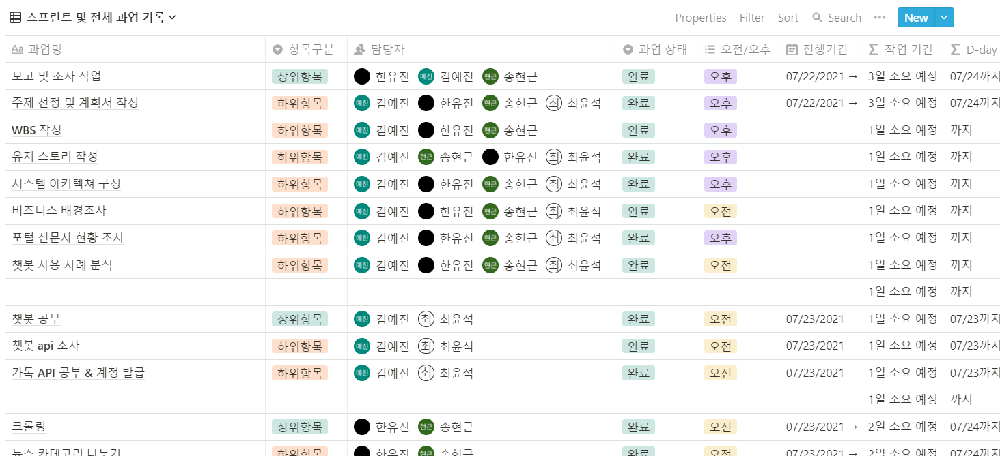 스프린트 및 전체 과업 기록 Properties Filter Sort Search ··· New
Aa 과업명 항목구분 담당자 과업 상태 오전/오후 진행기간 Σ 작업 기간 Σ D-day
보고 및 조사 작업 상위항목 한유진 예진 김예진 현근 송현근 완료 오후 07/22/2021 → 3일 소요 예정 07/24까지
주제 선정 및 계획서 작성 하위항목 예진 김예진 한유진 현근 송현근 최 최윤석 완료 오후 07/22/2021 → 3일 소요 예정 07/24까지
WBS 작성 하위항목 예진 김예진 한유진 현근 송현근 완료 오후 1일 소요 예정 까지
유저 스토리 작성 하위항목 예진 김예진 현근 송현근 한유진 최 최윤석 완료 오후 1일 소요 예정 까지
시스템 아키텍쳐 구성 하위항목 예진 김예진 한유진 현근 송현근 최 최윤석 완료 오후 1일 소요 예정 까지
비즈니스 배경조사 하위항목 예진 김예진 한유진 현근 송현근 최 최윤석 완료 오전 1일 소요 예정 까지
포털 신문사 현황 조사 하위항목 예진 김예진 한유진 현근 송현근 최 최윤석 완료 오후 1일 소요 예정 까지
챗봇 사용 사례 분석 하위항목 예진 김예진 한유진 현근 송현근 최 최윤석 완료 오전 1일 소요 예정 까지
1일 소요 예정 까지
챗봇 공부 상위항목 예진 김예진 최 최윤석 완료 오전 07/23/2021 1일 소요 예정 07/23까지
챗봇 api 조사 하위항목 예진 김예진 최 최윤석 완료 오전 07/23/2021 1일 소요 예정 07/23까지
카톡 API 공부 & 계정 발급 하위항목 예진 김예진 최 최윤석 완료 오전 07/23/2021 1일 소요 예정 07/23까지
1일 소요 예정 까지
크롤링 상위항목 한유진 현근 송현근 완료 오전 07/23/2021 → 2일 소요 예정 07/24까지
뉴스 카테고리 나누기 하위항목 한유진 현근 송현근 완료 오전 07/23/2021 → 2일 소요 예정 07/24까지